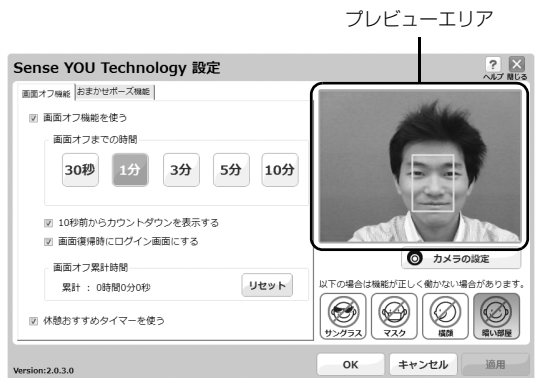 プレビューエリア
Sense YOU Technology 設定
ヘルプ 閉じる
画面オフ機能 おまかせポーズ機能
画面オフ機能を使う
画面オフまでの時間
30秒 1分 3分 5分 10分
10秒前からカウントダウンを表示する
画面復帰時にログイン画面にする
カメラの設定
画面オフ累計時間
累計 : 0時間0分0秒 リセット
以下の場合は機能が正しく働かない場合があります。
サングラス マスク 横顔 暗い部屋
休憩おすすめタイマーを使う
Version:2.0.3.0
OK キャンセル 適用